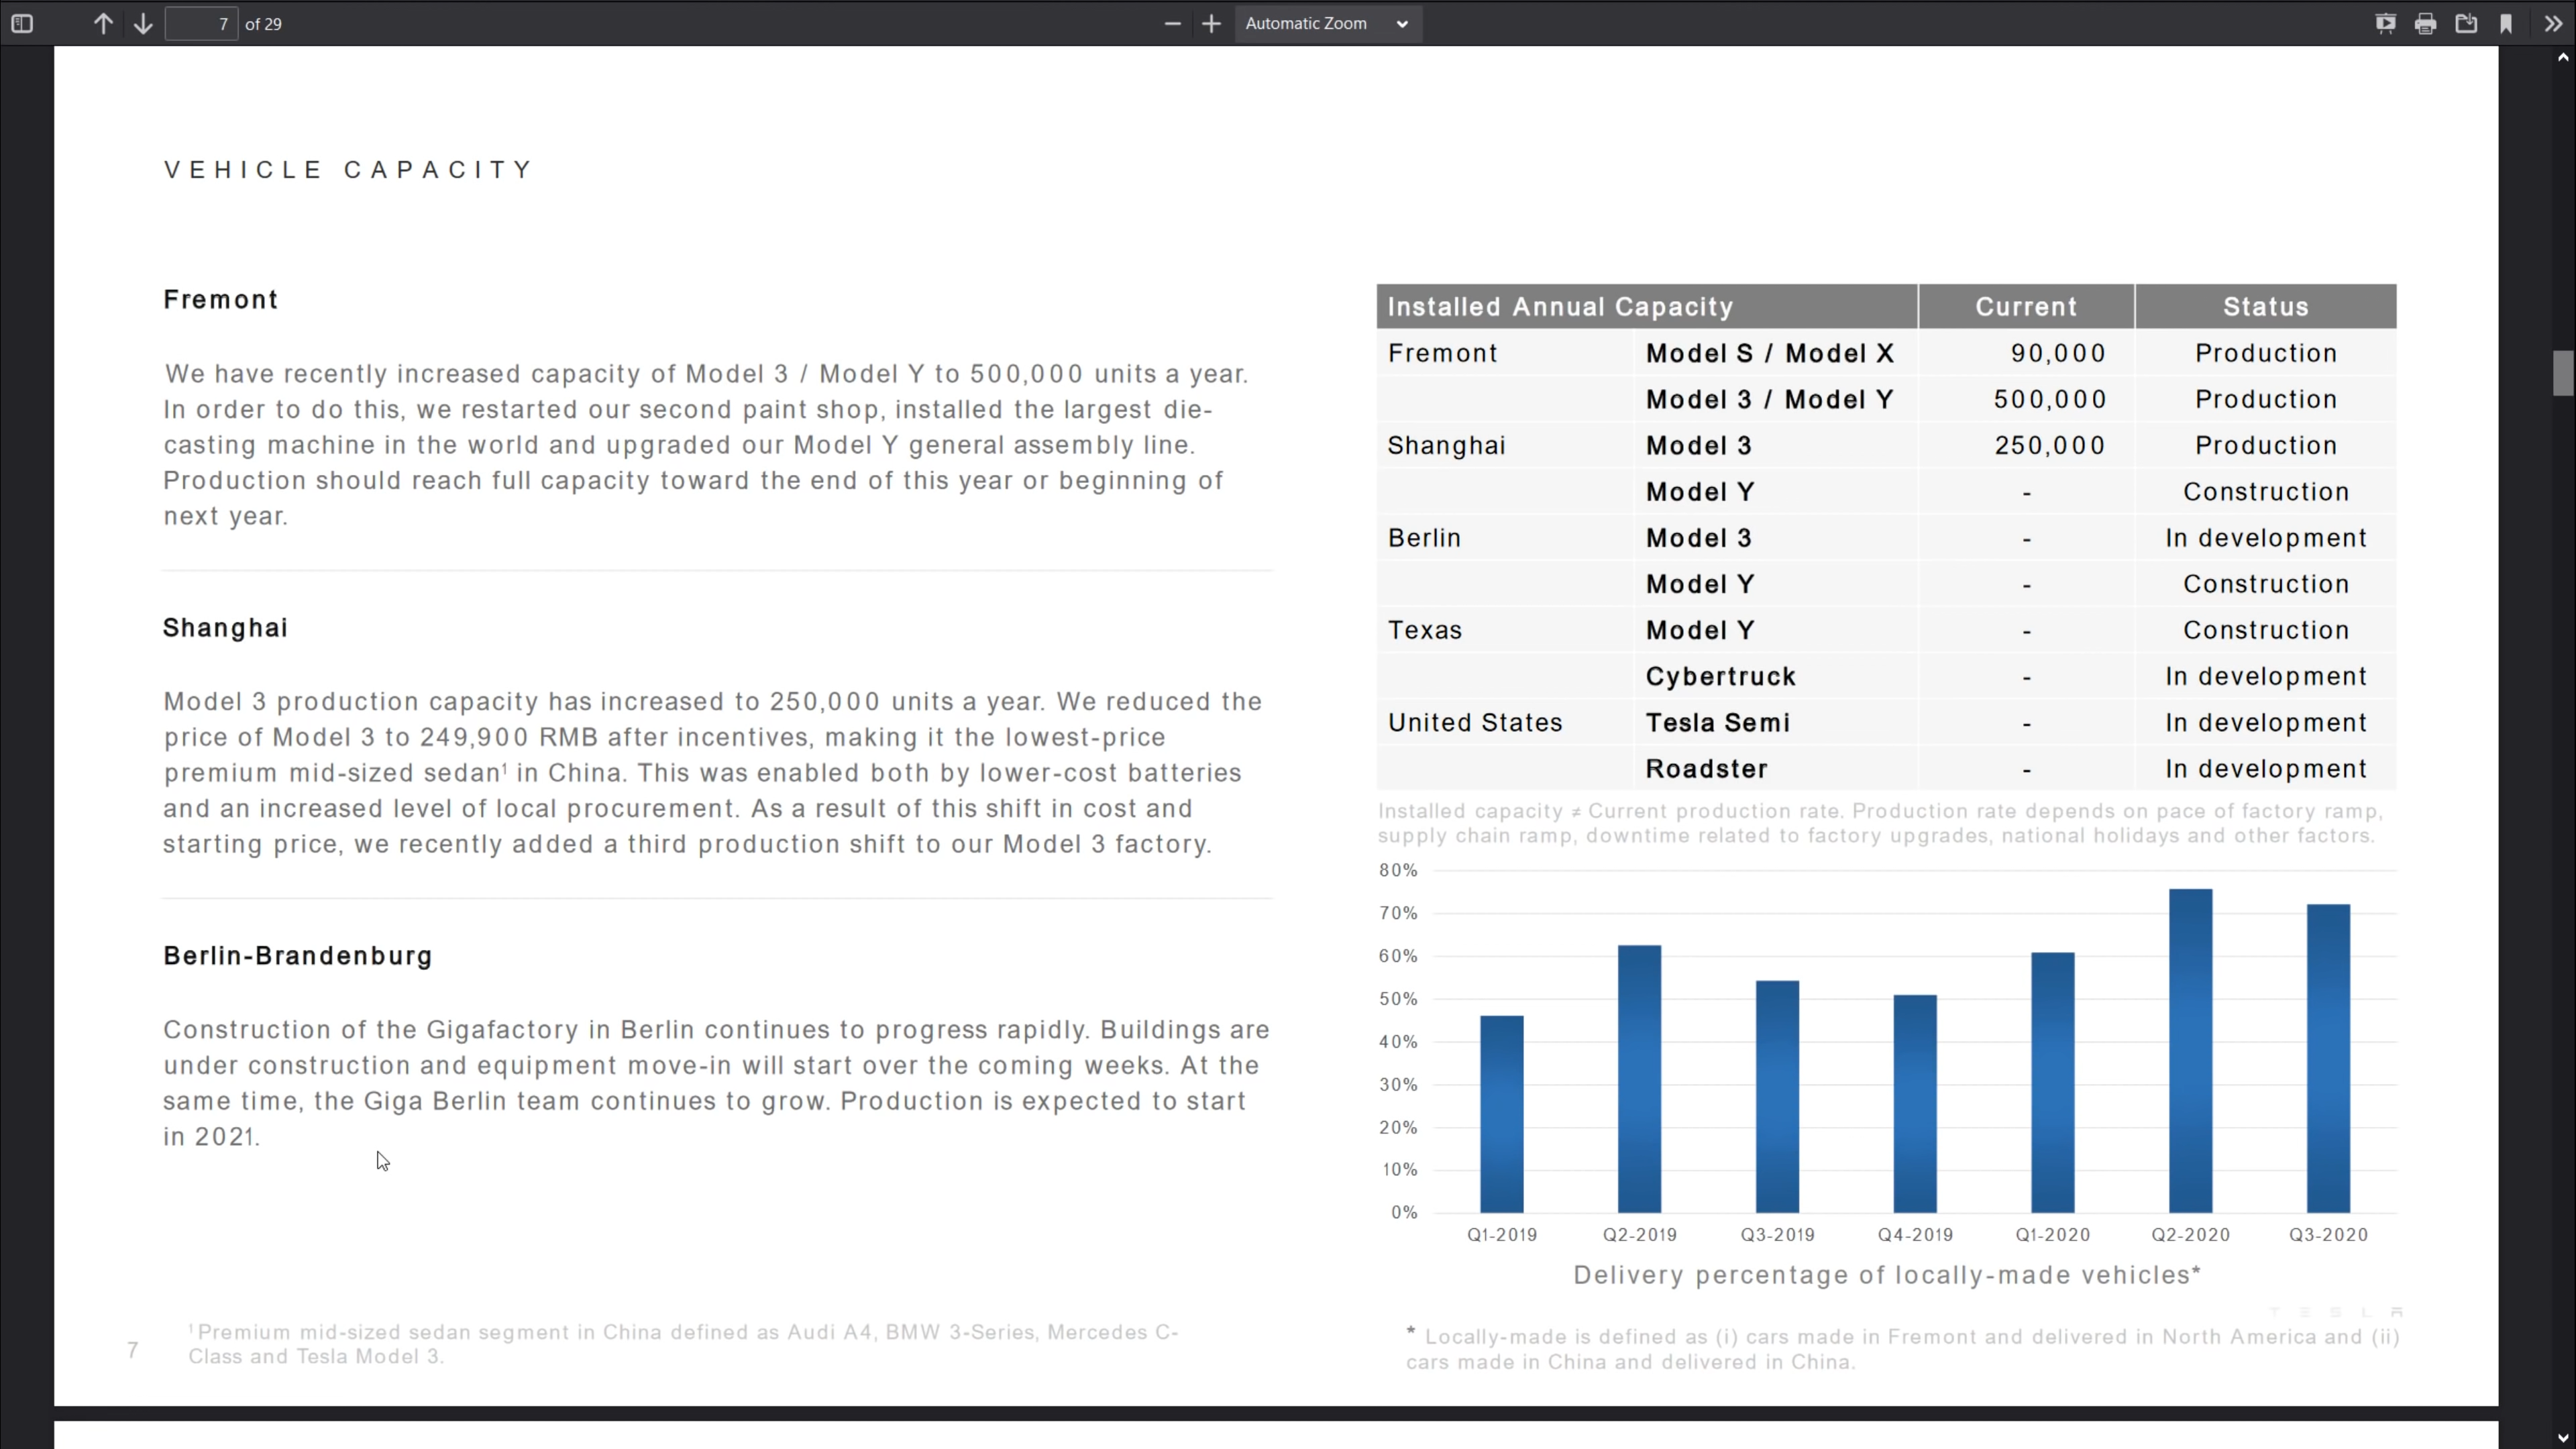 7 of 29
Automatic Zoom
VEHICLE CAPACITY
Fremont
We have recently increased capacity of Model 3 / Model Y to 500,000 units a year.
In order to do this, we restarted our second paint shop, installed the largest die-
casting machine in the world and upgraded our Model Y general assembly line.
Production should reach full capacity toward the end of this year or beginning of
next year.
Shanghai
Model 3 production capacity has increased to 250,000 units a year. We reduced the
price of Model 3 to 249,900 RMB after incentives, making it the lowest-price
premium mid-sized sedan¹ in China. This was enabled both by lower-cost batteries
and an increased level of local procurement. As a result of this shift in cost and
starting price, we recently added a third production shift to our Model 3 factory.
Berlin-Brandenburg
Construction of the Gigafactory in Berlin continues to progress rapidly. Buildings are
under construction and equipment move-in will start over the coming weeks. At the
same time, the Giga Berlin team continues to grow. Production is expected to start
in 2021.
¹ Premium mid-sized sedan segment in China defined as Audi A4, BMW 3-Series, Mercedes C-
Class and Tesla Model 3.
7
Installed Annual Capacity Current Status
Fremont Model S / Model X 90,000 Production
Model 3 / Model Y 500,000 Production
Shanghai Model 3 250,000 Production
Model Y - Construction
Berlin Model 3 - In development
Model Y - Construction
Texas Model Y - Construction
Cybertruck - In development
United States Tesla Semi - In development
Roadster - In development
Installed capacity ≠ Current production rate. Production rate depends on pace of factory ramp,
supply chain ramp, downtime related to factory upgrades, national holidays and other factors.
80%
70%
60%
50%
40%
30%
20%
10%
0%
Q1-2019 Q2-2019 Q3-2019 Q4-2019 Q1-2020 Q2-2020 Q3-2020
Delivery percentage of locally-made vehicles*
TESLA
* Locally-made is defined as (i) cars made in Fremont and delivered in North America and (ii)
cars made in China and delivered in China.